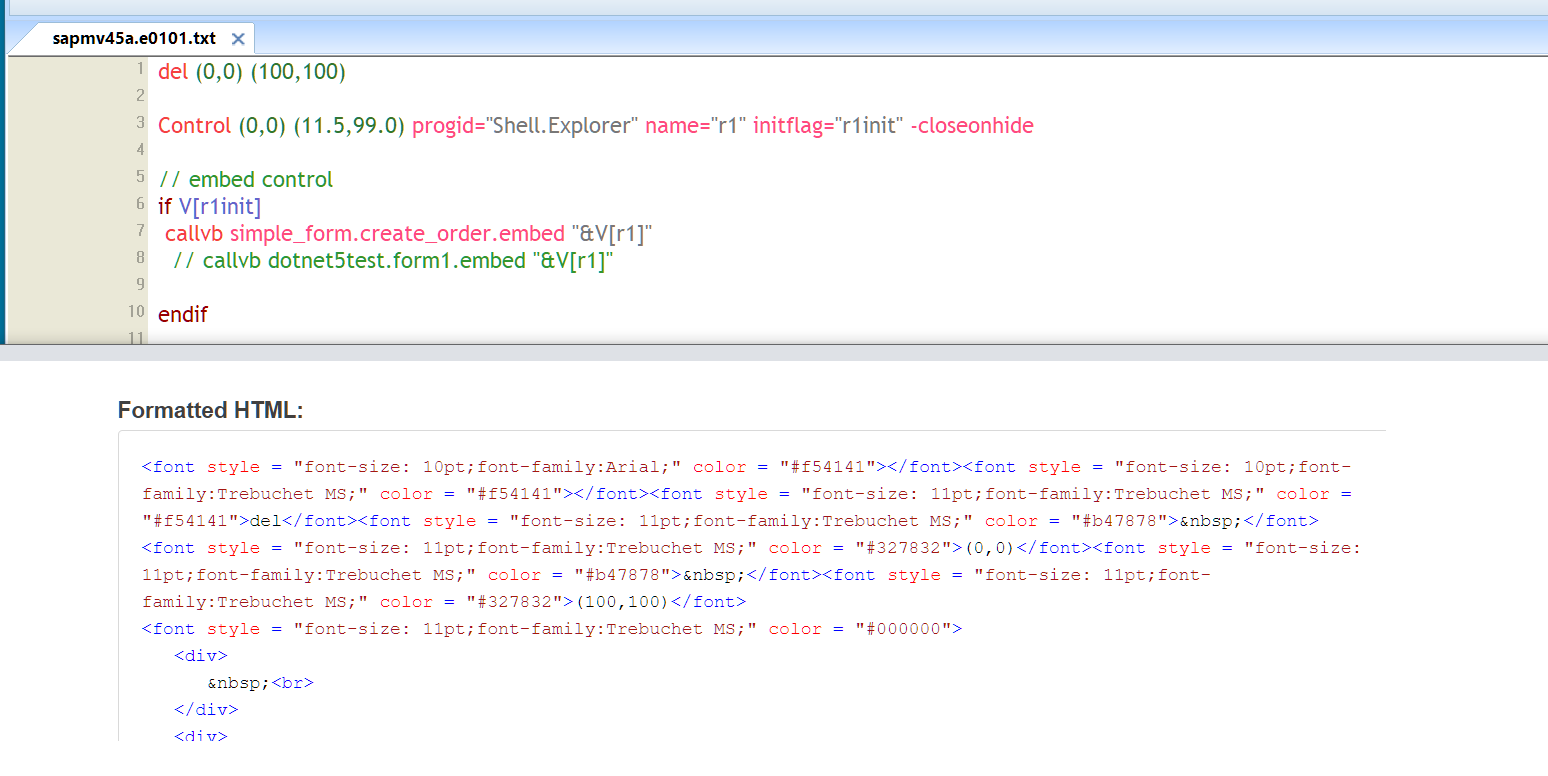 sapmv45a.e0101.txt ✕
1 del (0,0) (100,100)
2
3 Control (0,0) (11.5,99.0) progid="Shell.Explorer" name="r1" initflag="r1init" -closeonhide
4
5 // embed control
6 if V[r1init]
7  callvb simple_form.create_order.embed "&V[r1]"
8   // callvb dotnet5test.form1.embed "&V[r1]"
9
10 endif
11
Formatted HTML:
<font style = "font-size: 10pt;font-family:Arial;" color = "#f54141"></font><font style = "font-size: 10pt;font-
family:Trebuchet MS;" color = "#f54141"></font><font style = "font-size: 11pt;font-family:Trebuchet MS;" color =
"#f54141">del</font><font style = "font-size: 11pt;font-family:Trebuchet MS;" color = "#b47878">&nbsp;</font>
<font style = "font-size: 11pt;font-family:Trebuchet MS;" color = "#327832">(0,0)</font><font style = "font-size:
11pt;font-family:Trebuchet MS;" color = "#b47878">&nbsp;</font><font style = "font-size: 11pt;font-
family:Trebuchet MS;" color = "#327832">(100,100)</font>
<font style = "font-size: 11pt;font-family:Trebuchet MS;" color = "#000000">
   <div>
      &nbsp;<br>
   </div>
   <div>